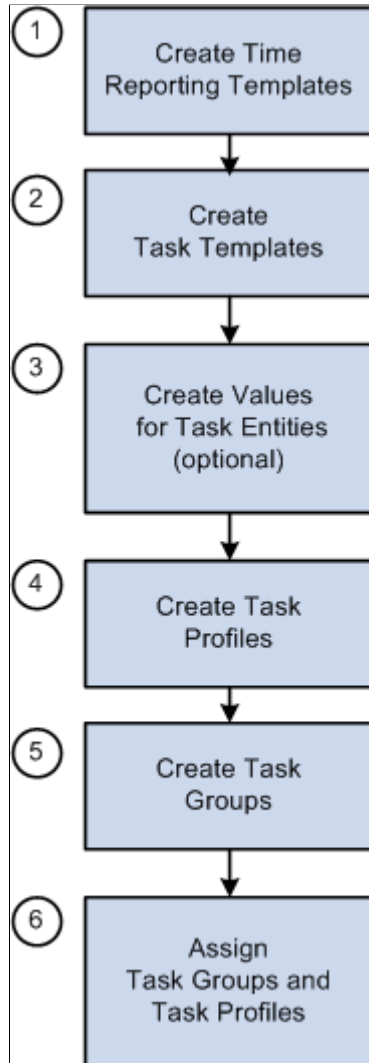 1
Create Time
Reporting Templates
2
Create
Task Templates
3
Create Values
for Task Entities
(optional)
4
Create Task
Profiles
5
Create Task
Groups
6
Assign
Task Groups and
Task Profiles